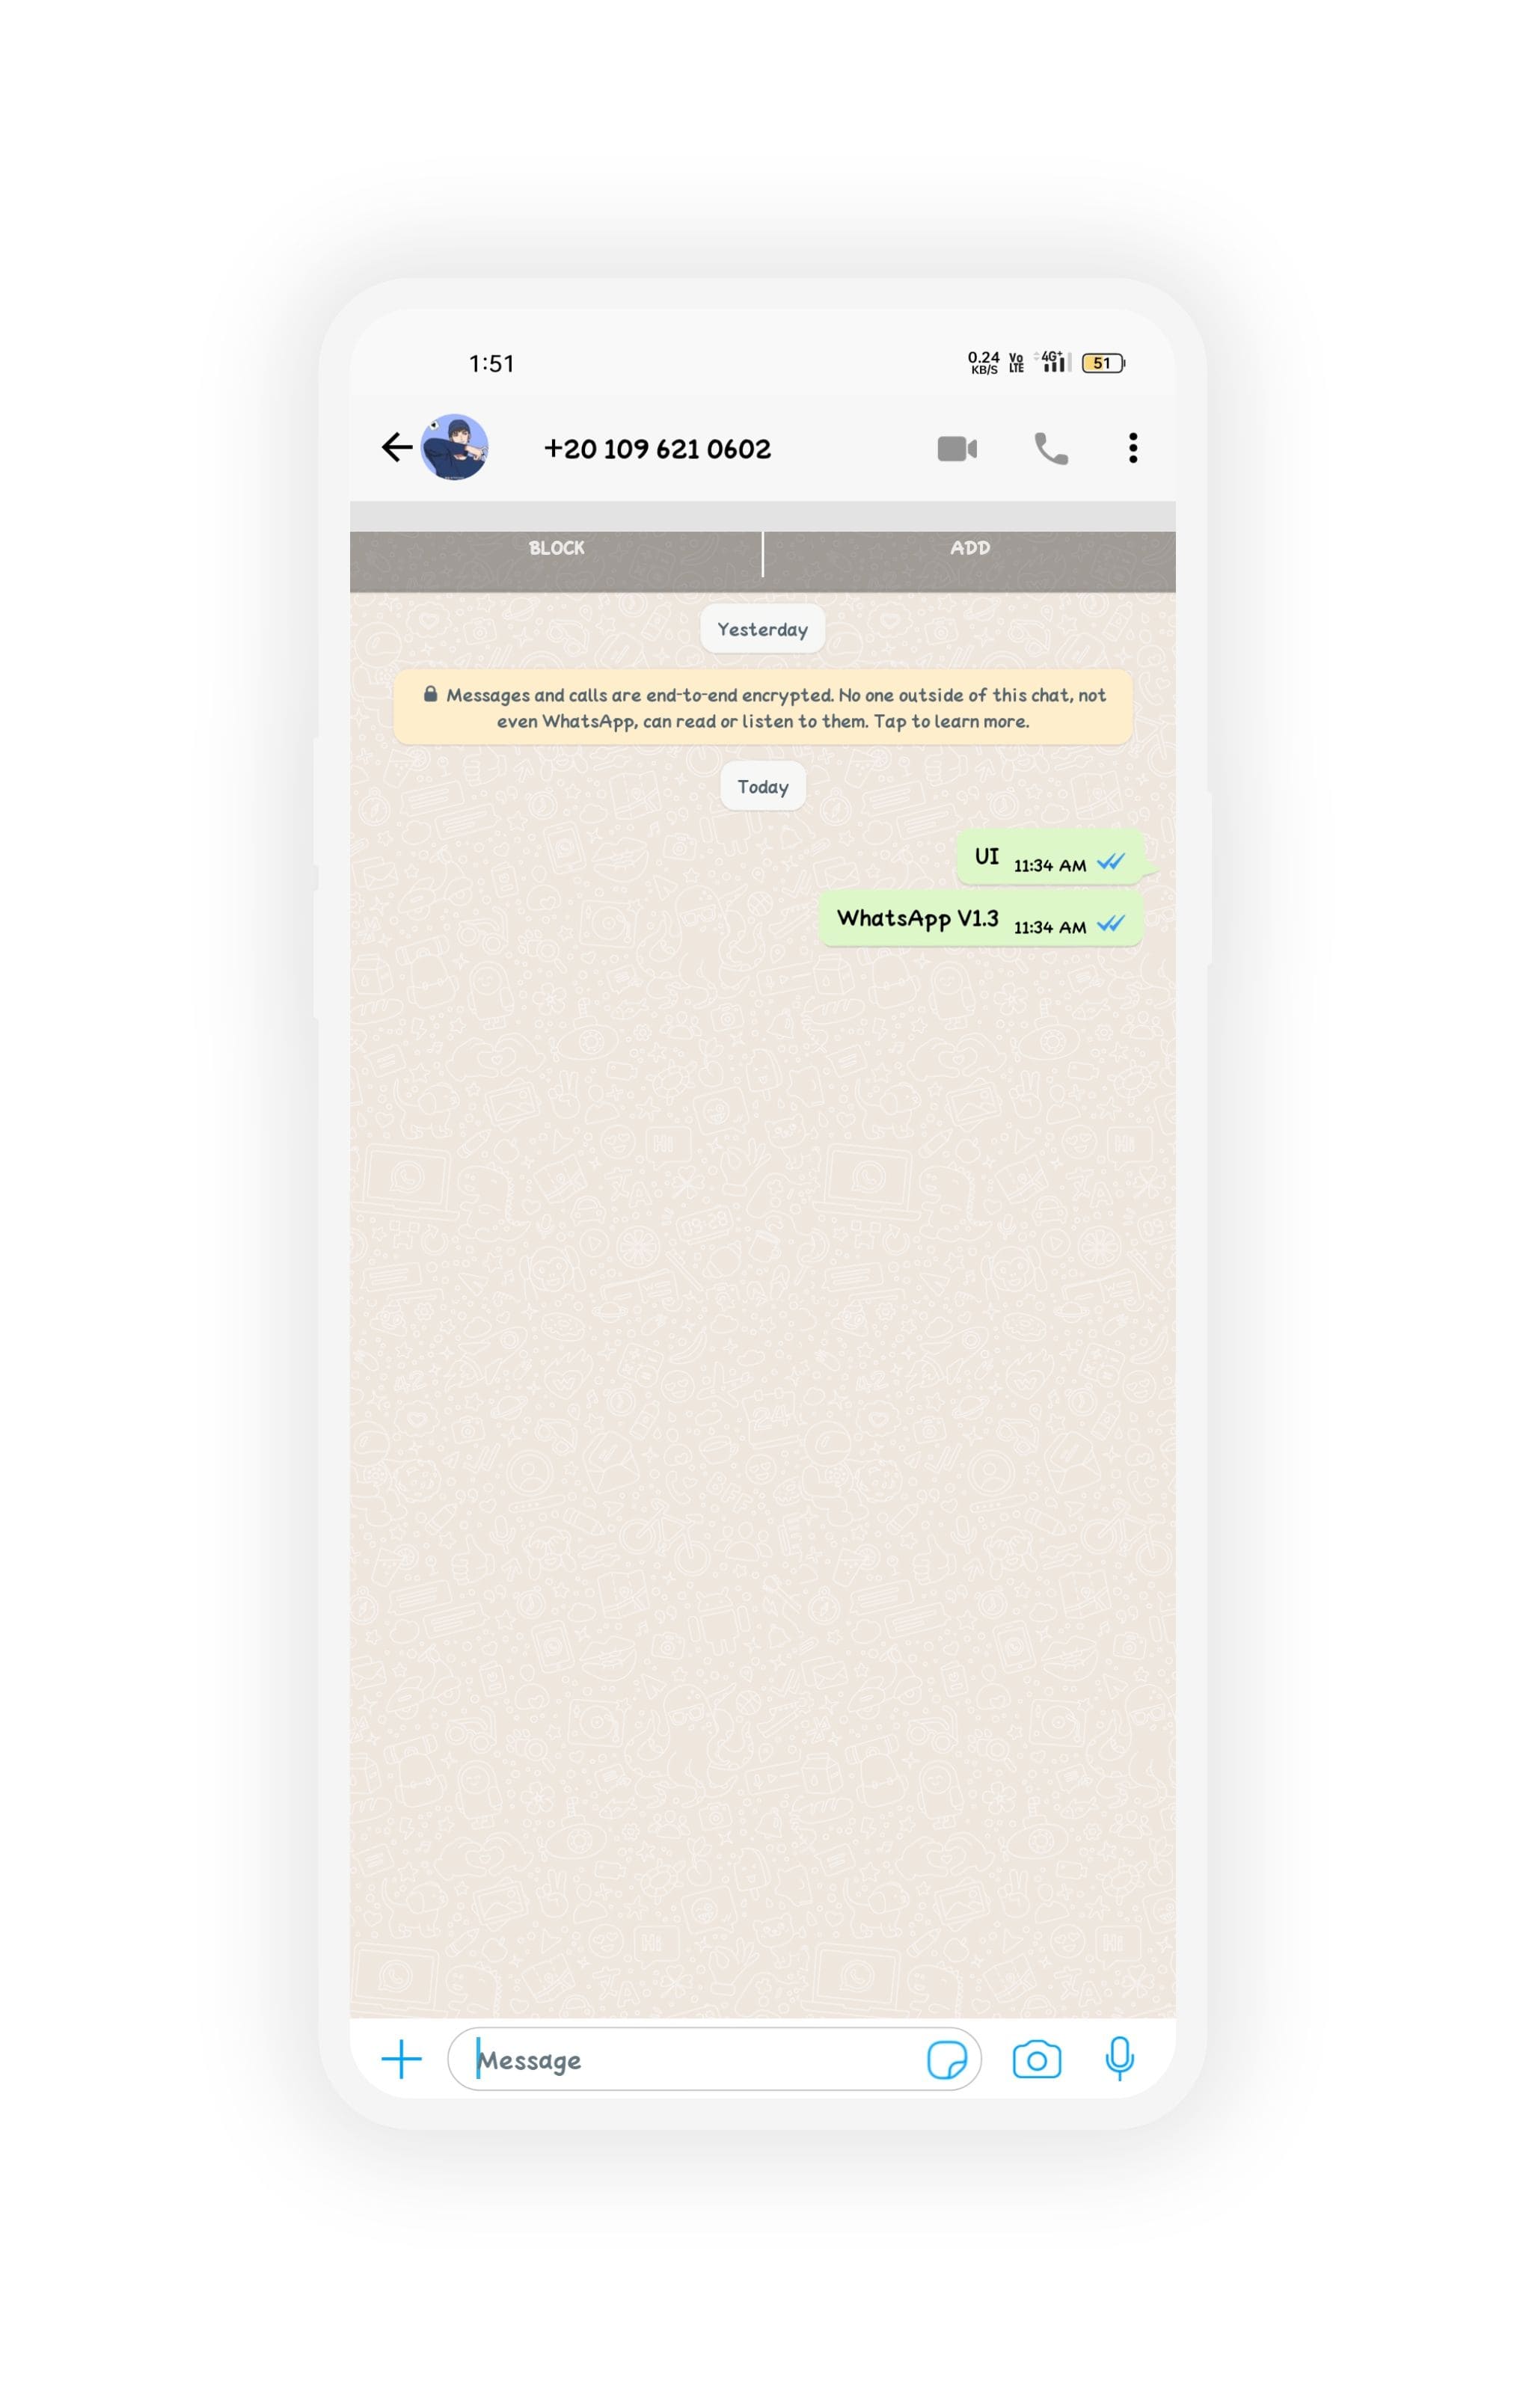 1:51
0.24 KB/S Vo LTE 4G+ 51
+20 109 621 0602
BLOCK
ADD
Yesterday
Messages and calls are end-to-end encrypted. No one outside of this chat, not
even WhatsApp, can read or listen to them. Tap to learn more.
Today
UI 11:34 AM
WhatsApp V1.3 11:34 AM
Message